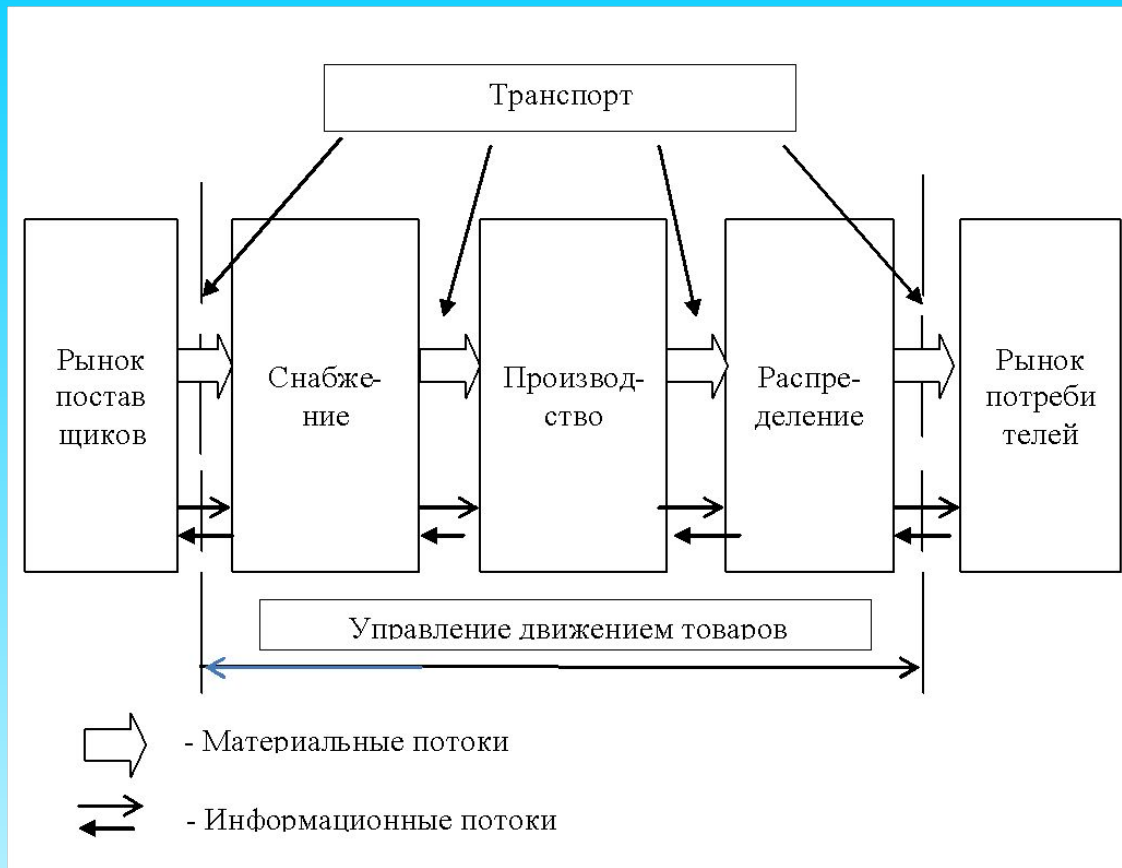 Транспорт
Рынок
постав
щиков
Снабже-
ние
Производ-
ство
Распре-
деление
Рынок
потреби
телей
Управление движением товаров
- Материальные потоки
- Информационные потоки